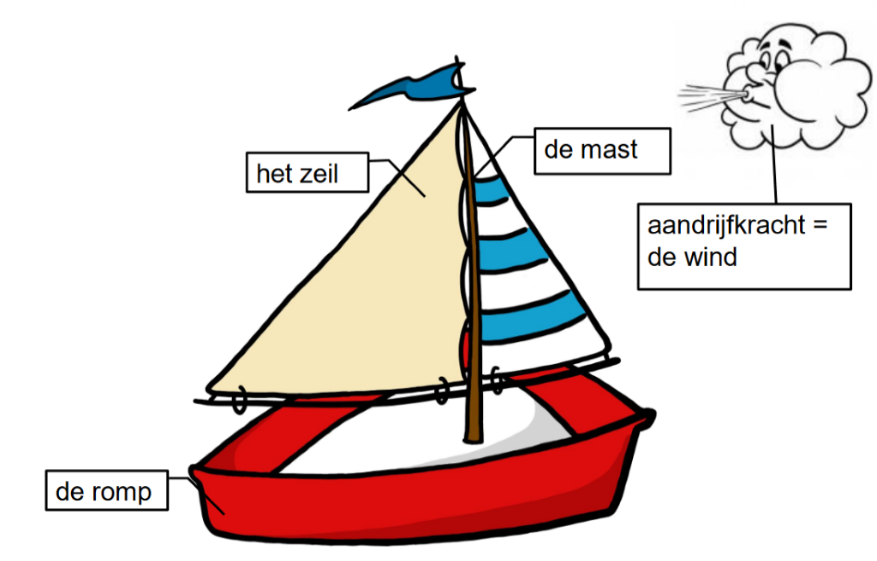 de mast
het zeil
aandrijfkracht =
de wind
de romp